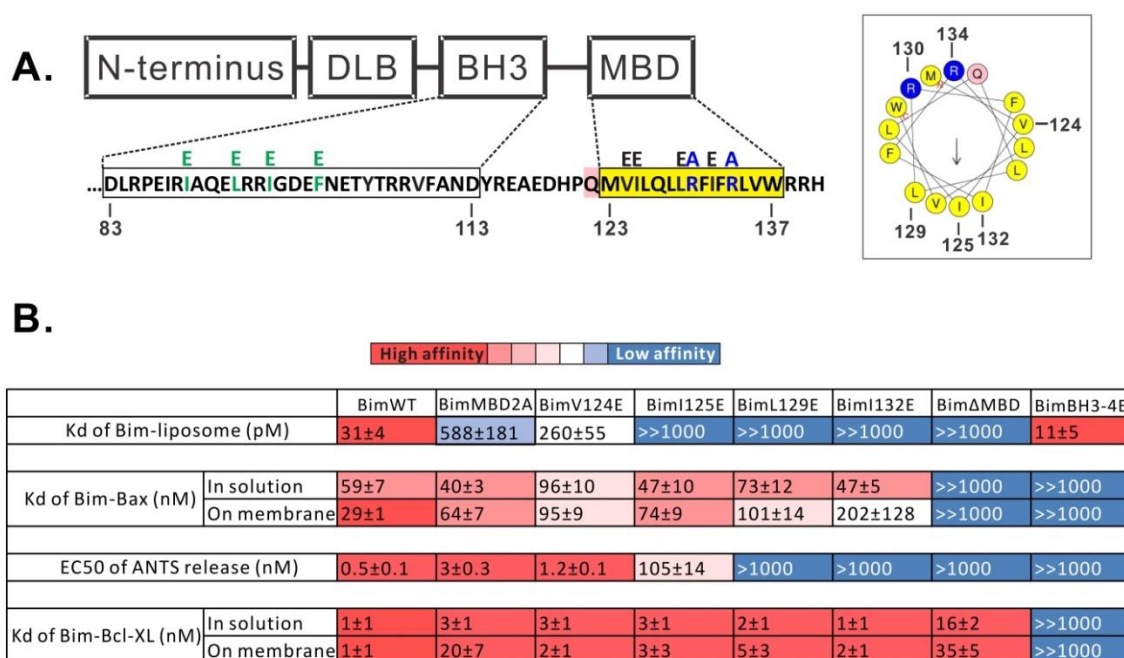 A.
N-terminus DLB BH3 MBD
E E E E EE E A E A
...DLRPEIRIAQELRRIGDEFNETYTRRVFANDYREAEDHPQMVILQLLRFIFRLVWRRH
83 113 123 137
130 134
M R Q
R F
W V 124
L L
F L
L V I I
129 125 132
B.
High affinity Low affinity
BimWT BimMBD2A BimV124E BimI125E BimL129E BimI132E BimΔMBD BimBH3-4E
Kd of Bim-liposome (pM) 31±4 588±181 260±55 >>1000 >>1000 >>1000 >>1000 11±5
Kd of Bim-Bax (nM) In solution 59±7 40±3 96±10 47±10 73±12 47±5 >>1000 >>1000
On membrane 29±1 64±7 95±9 74±9 101±14 202±128 >>1000 >>1000
EC50 of ANTS release (nM) 0.5±0.1 3±0.3 1.2±0.1 105±14 >1000 >1000 >1000 >>1000
Kd of Bim-Bcl-XL (nM) In solution 1±1 3±1 3±1 3±1 2±1 1±1 16±2 >>1000
On membrane 1±1 20±7 2±1 3±3 5±3 2±1 35±5 >>1000